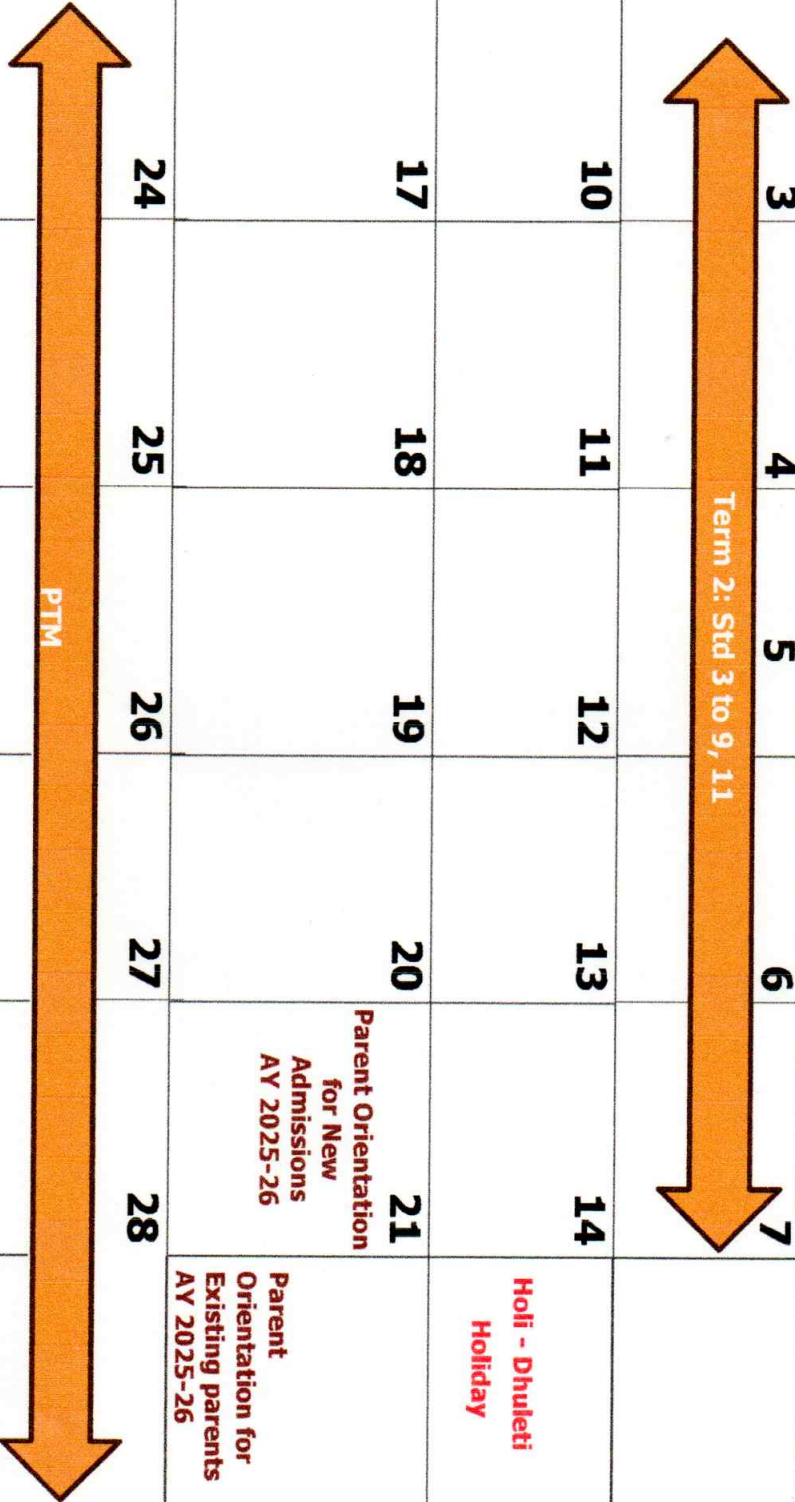 3 4 5 6 7
Term 2: Std 3 to 9, 11
10 11 12 13 14
Holi - Dhuleti
Holiday
17 18 19 20 21
Parent Orientation
for New
Admissions
AY 2025-26
Parent
Orientation for
Existing parents
AY 2025-26
24 25 26 27 28
PTM